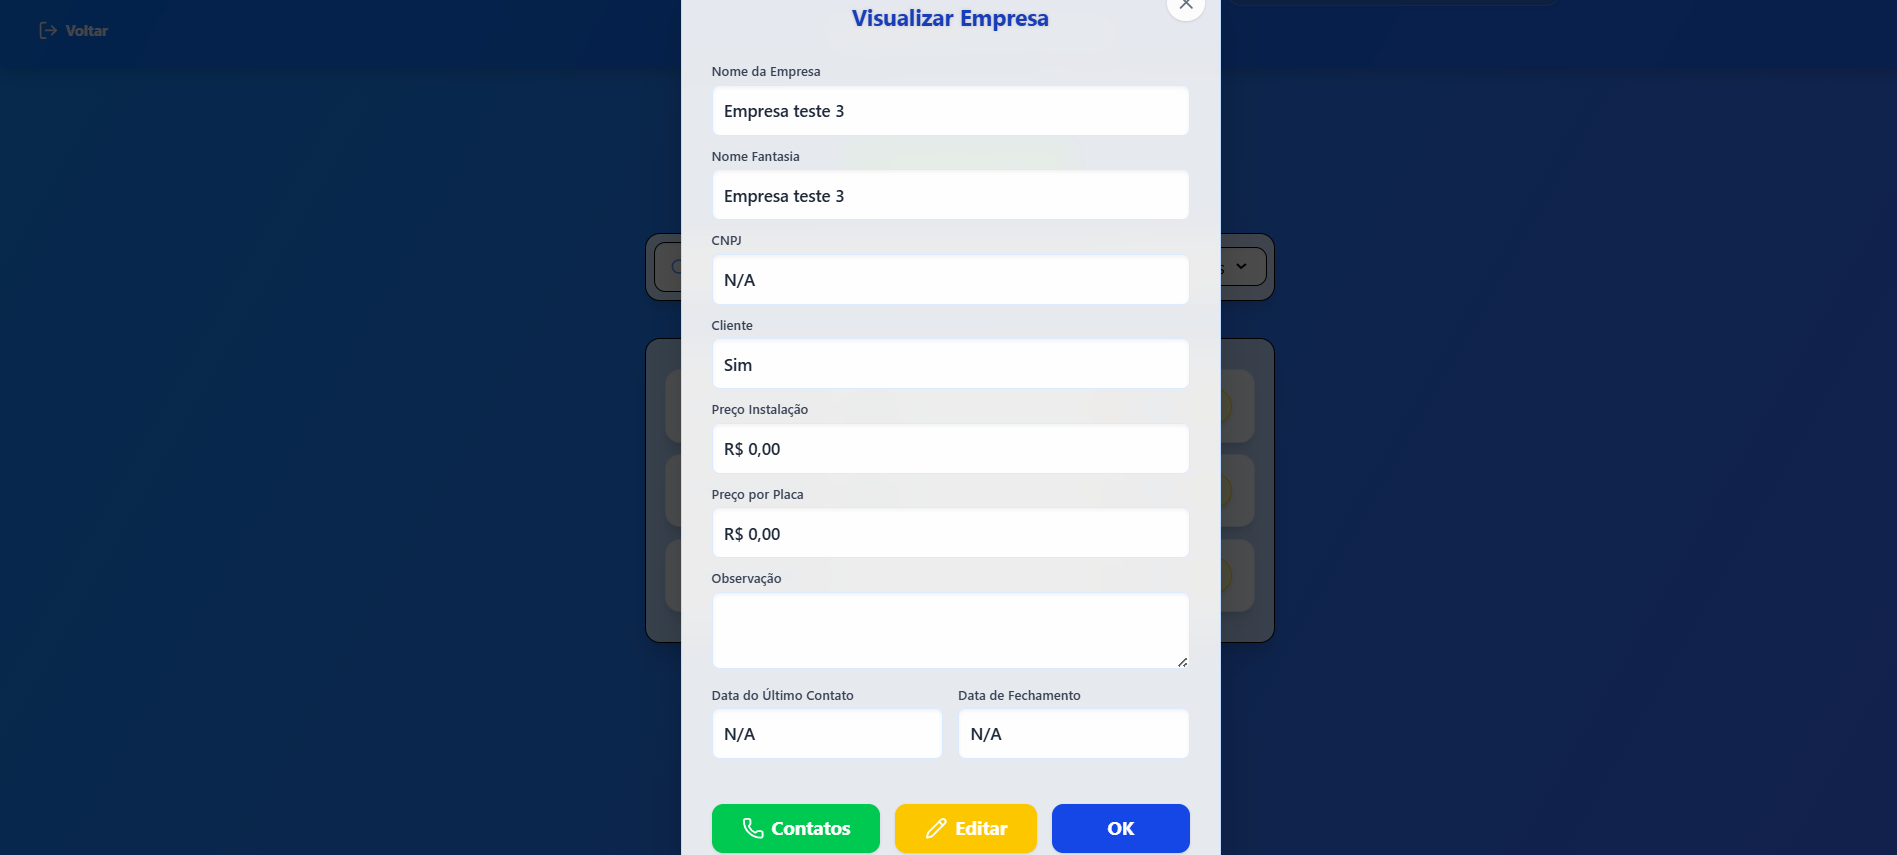 Voltar
Visualizar Empresa
Nome da Empresa
Empresa teste 3
Nome Fantasia
Empresa teste 3
CNPJ
N/A
Cliente
Sim
Preço Instalação
R$ 0,00
Preço por Placa
R$ 0,00
Observação
Data do Último Contato
Data de Fechamento
N/A
N/A
Contatos
Editar
OK